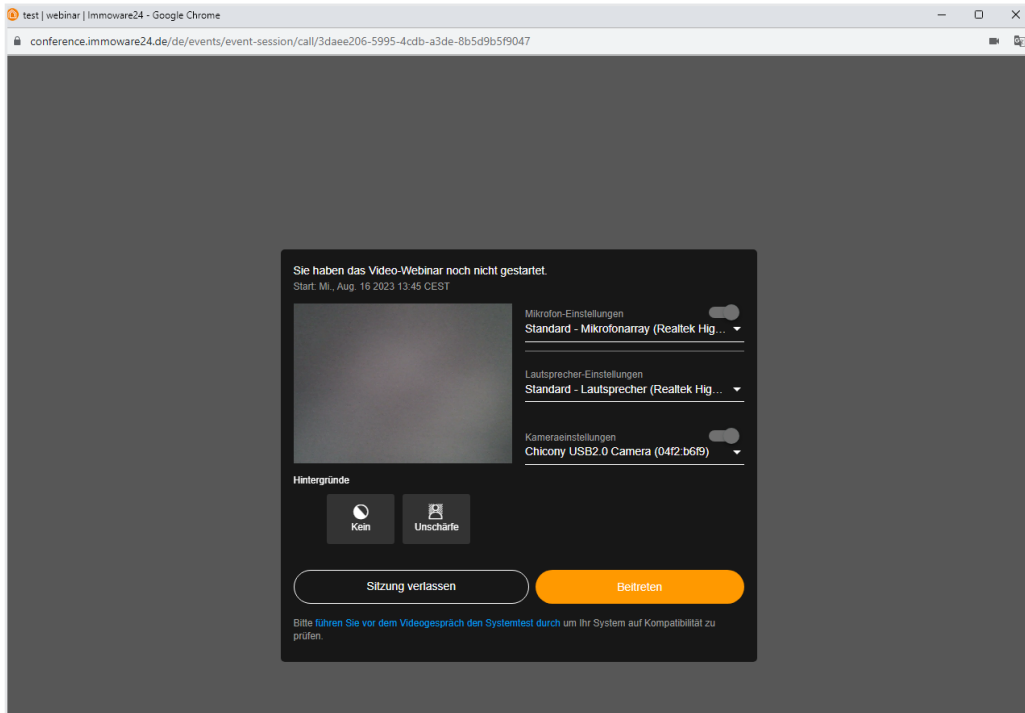 test | webinar | Immoware24 - Google Chrome
conference.immoware24.de/de/events/event-session/call/3daee206-5995-4cdb-a3de-8b5d9b5f9047
Sie haben das Video-Webinar noch nicht gestartet.
Start: Mi., Aug. 16 2023 13:45 CEST
Mikrofon-Einstellungen
Standard - Mikrofonarray (Realtek Hig...
Lautsprecher-Einstellungen
Standard - Lautsprecher (Realtek Hig...
Kameraeinstellungen
Chicony USB2.0 Camera (04f2:b6f9)
Hintergründe
Kein
Unschärfe
Sitzung verlassen
Beitreten
Bitte führen Sie vor dem Videogespräch den Systemtest durch um Ihr System auf Kompatibilität zu
prüfen.